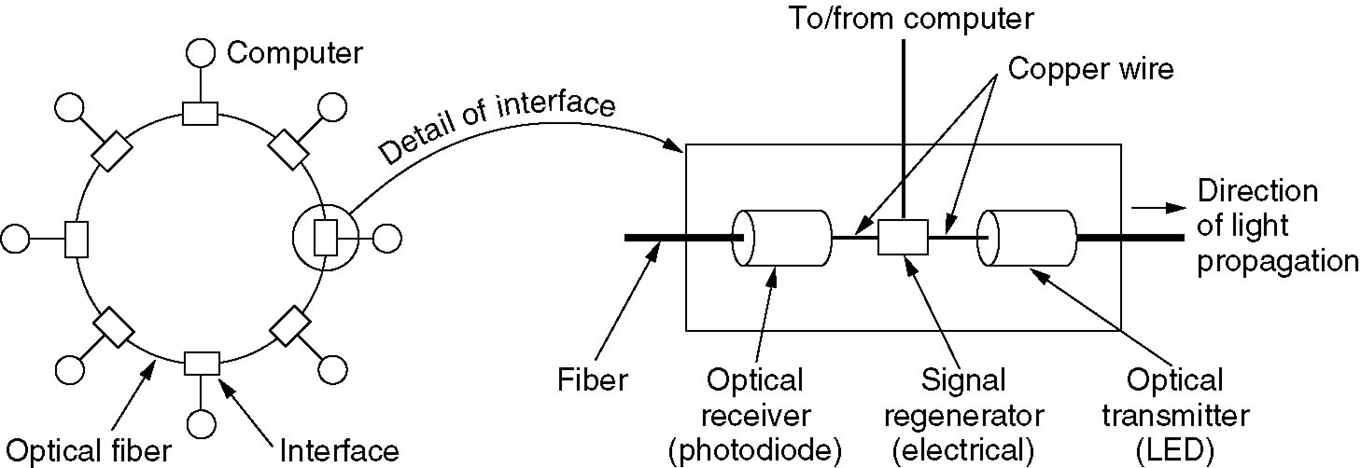 To/from computer
Computer
Copper wire
Detail of interface
Direction
of light
propagation
Fiber
Optical
receiver
(photodiode)
Signal
regenerator
(electrical)
Optical
transmitter
(LED)
Optical fiber
Interface